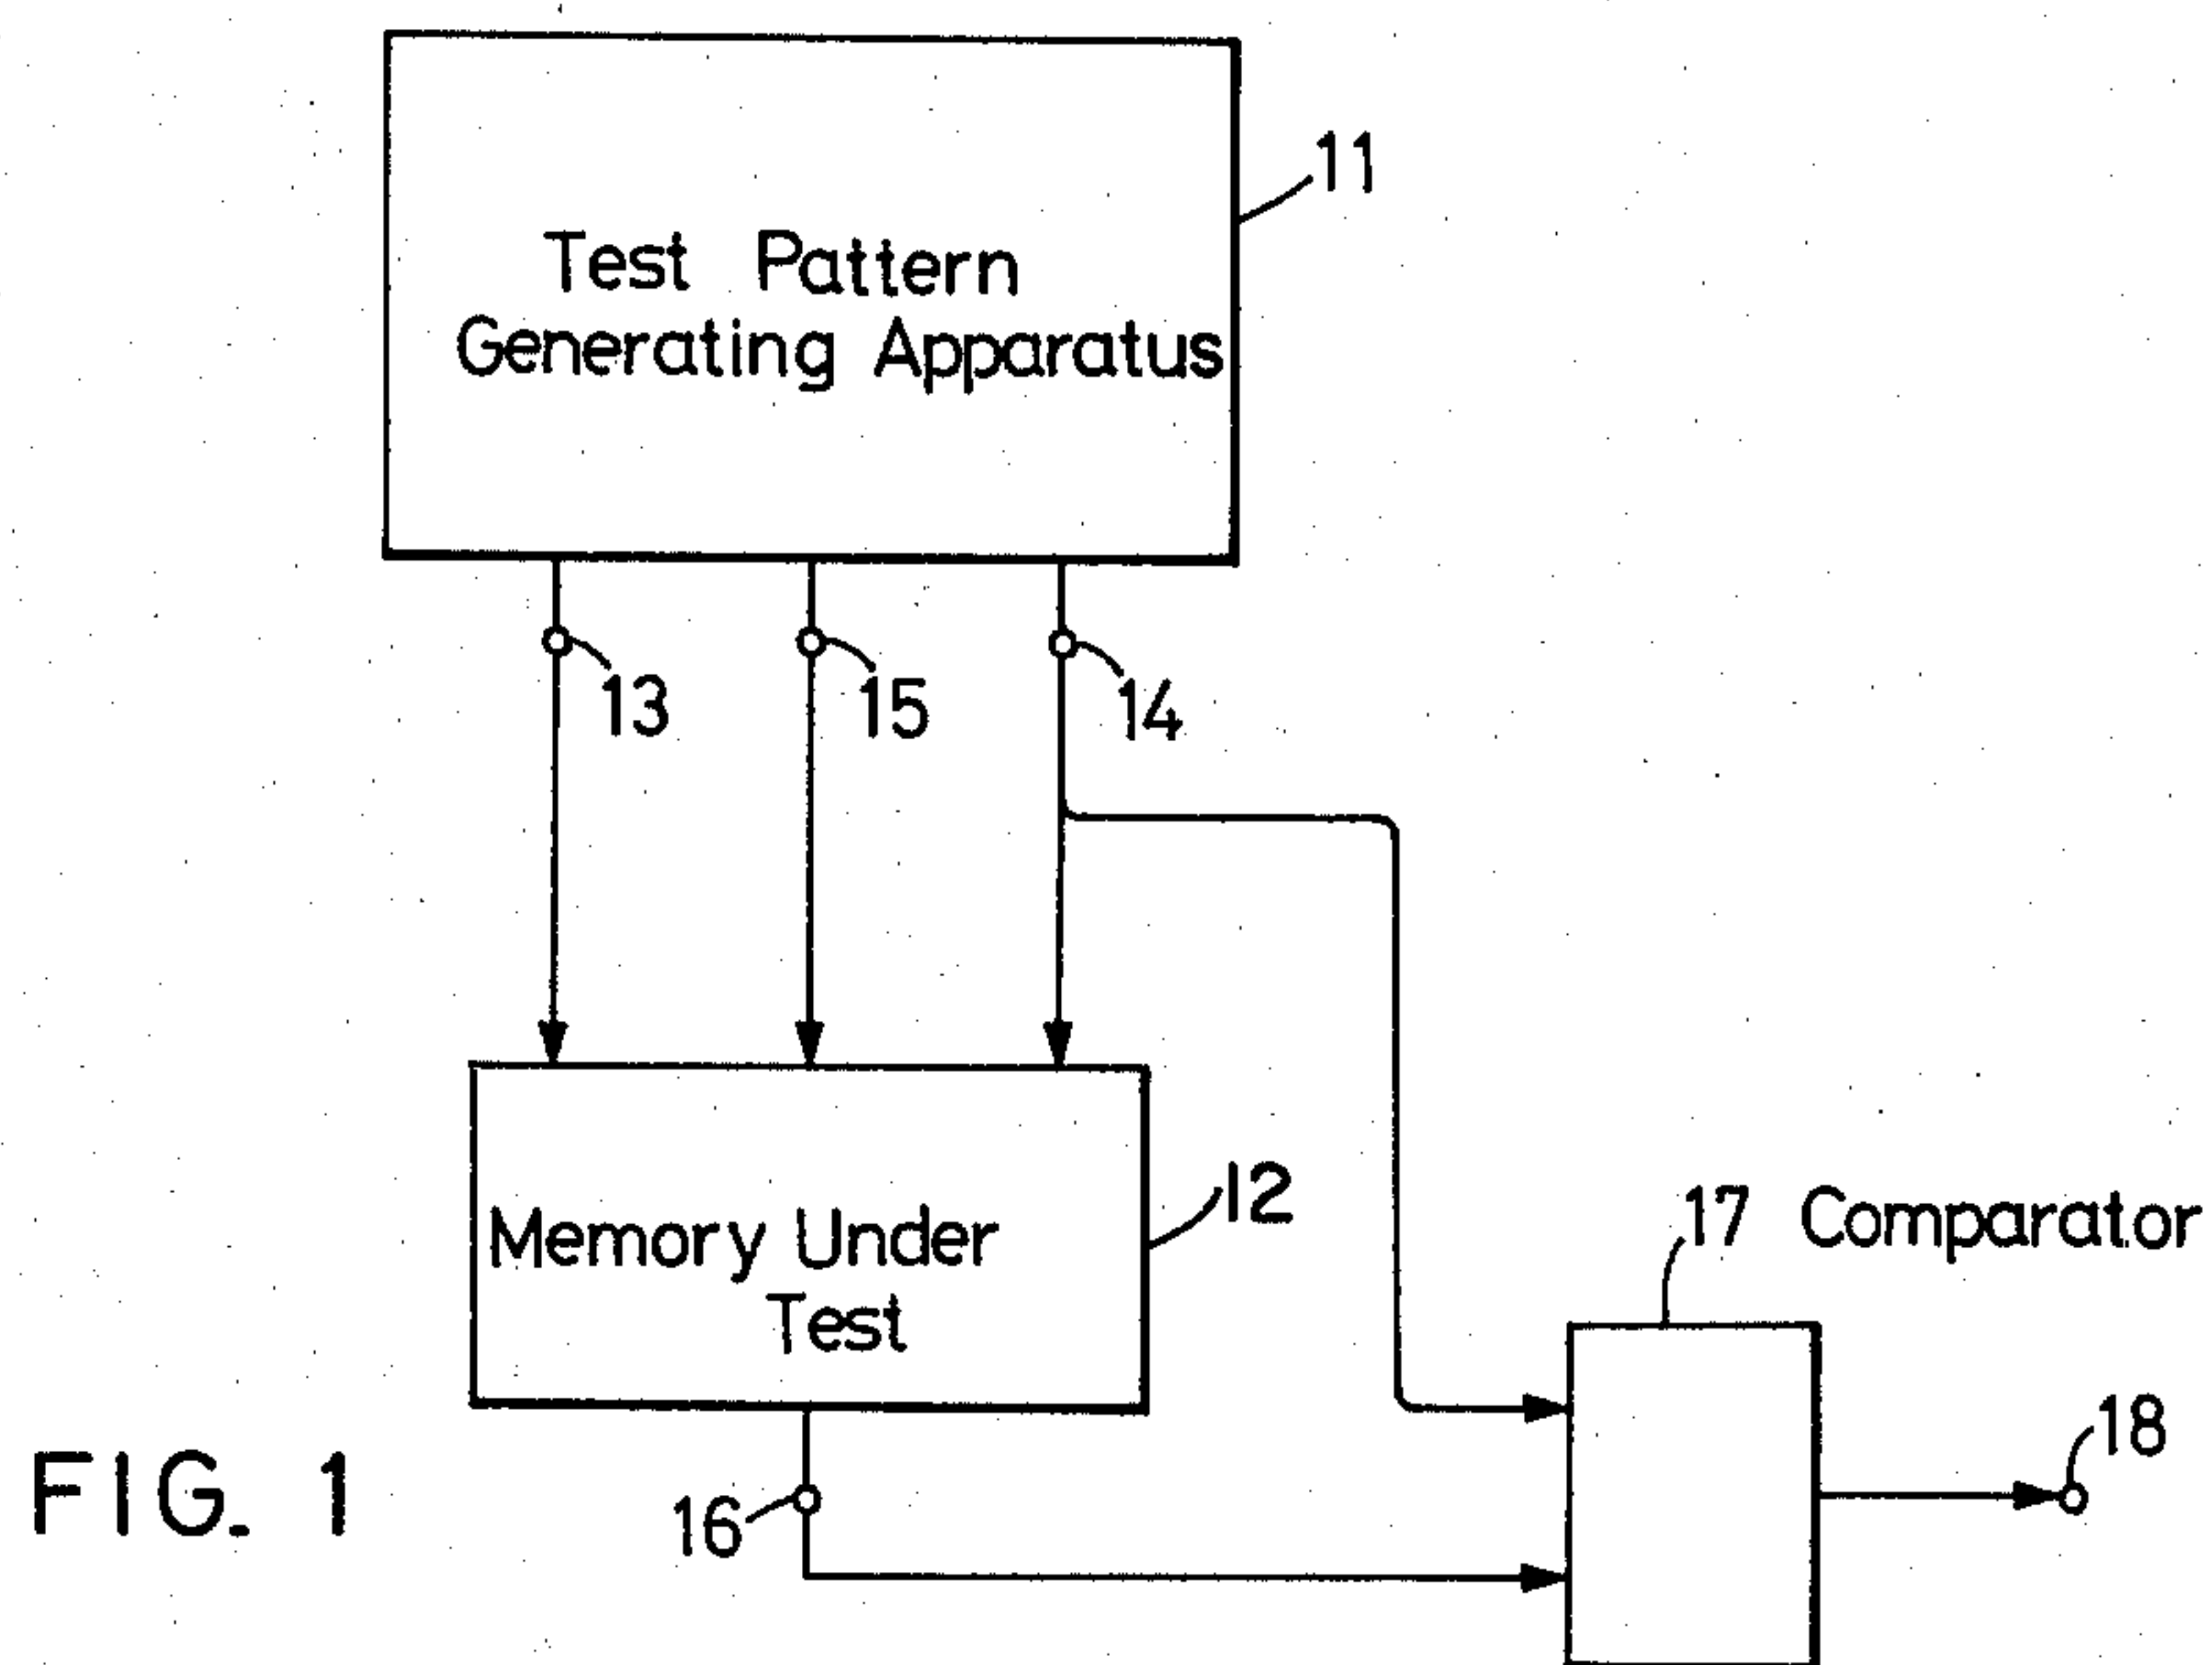 11
Test Pattern
Generating Apparatus
13
15
14
12
Memory Under
Test
17 Comparator
18
16
FIG. 1